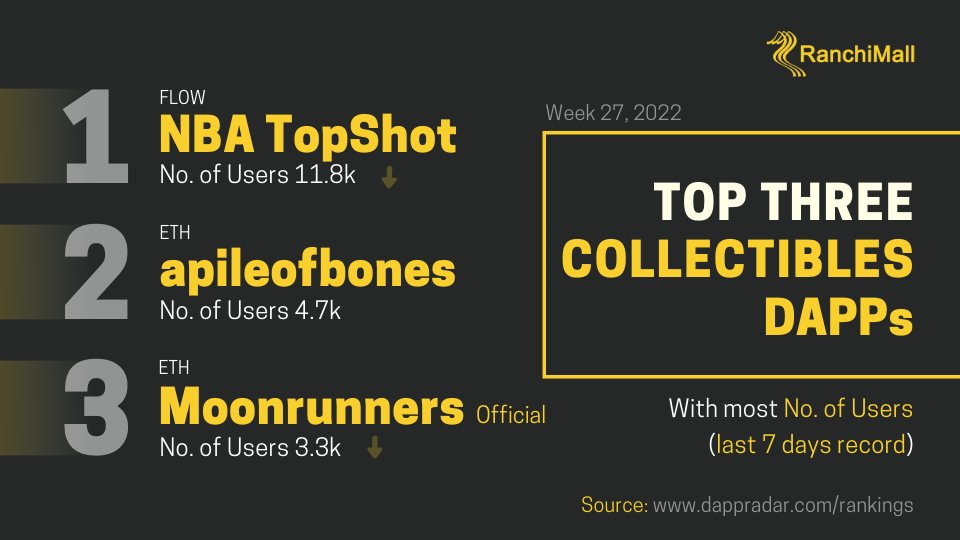 RanchiMall
1
FLOW
NBA TopShot
No. of Users 11.8k
2
ETH
apileofbones
No. of Users 4.7k
3
ETH
Moonrunners Official
No. of Users 3.3k
Week 27, 2022
TOP THREE
COLLECTIBLES
DAPPs
With most No. of Users
(last 7 days record)
Source: www.dappradar.com/rankings